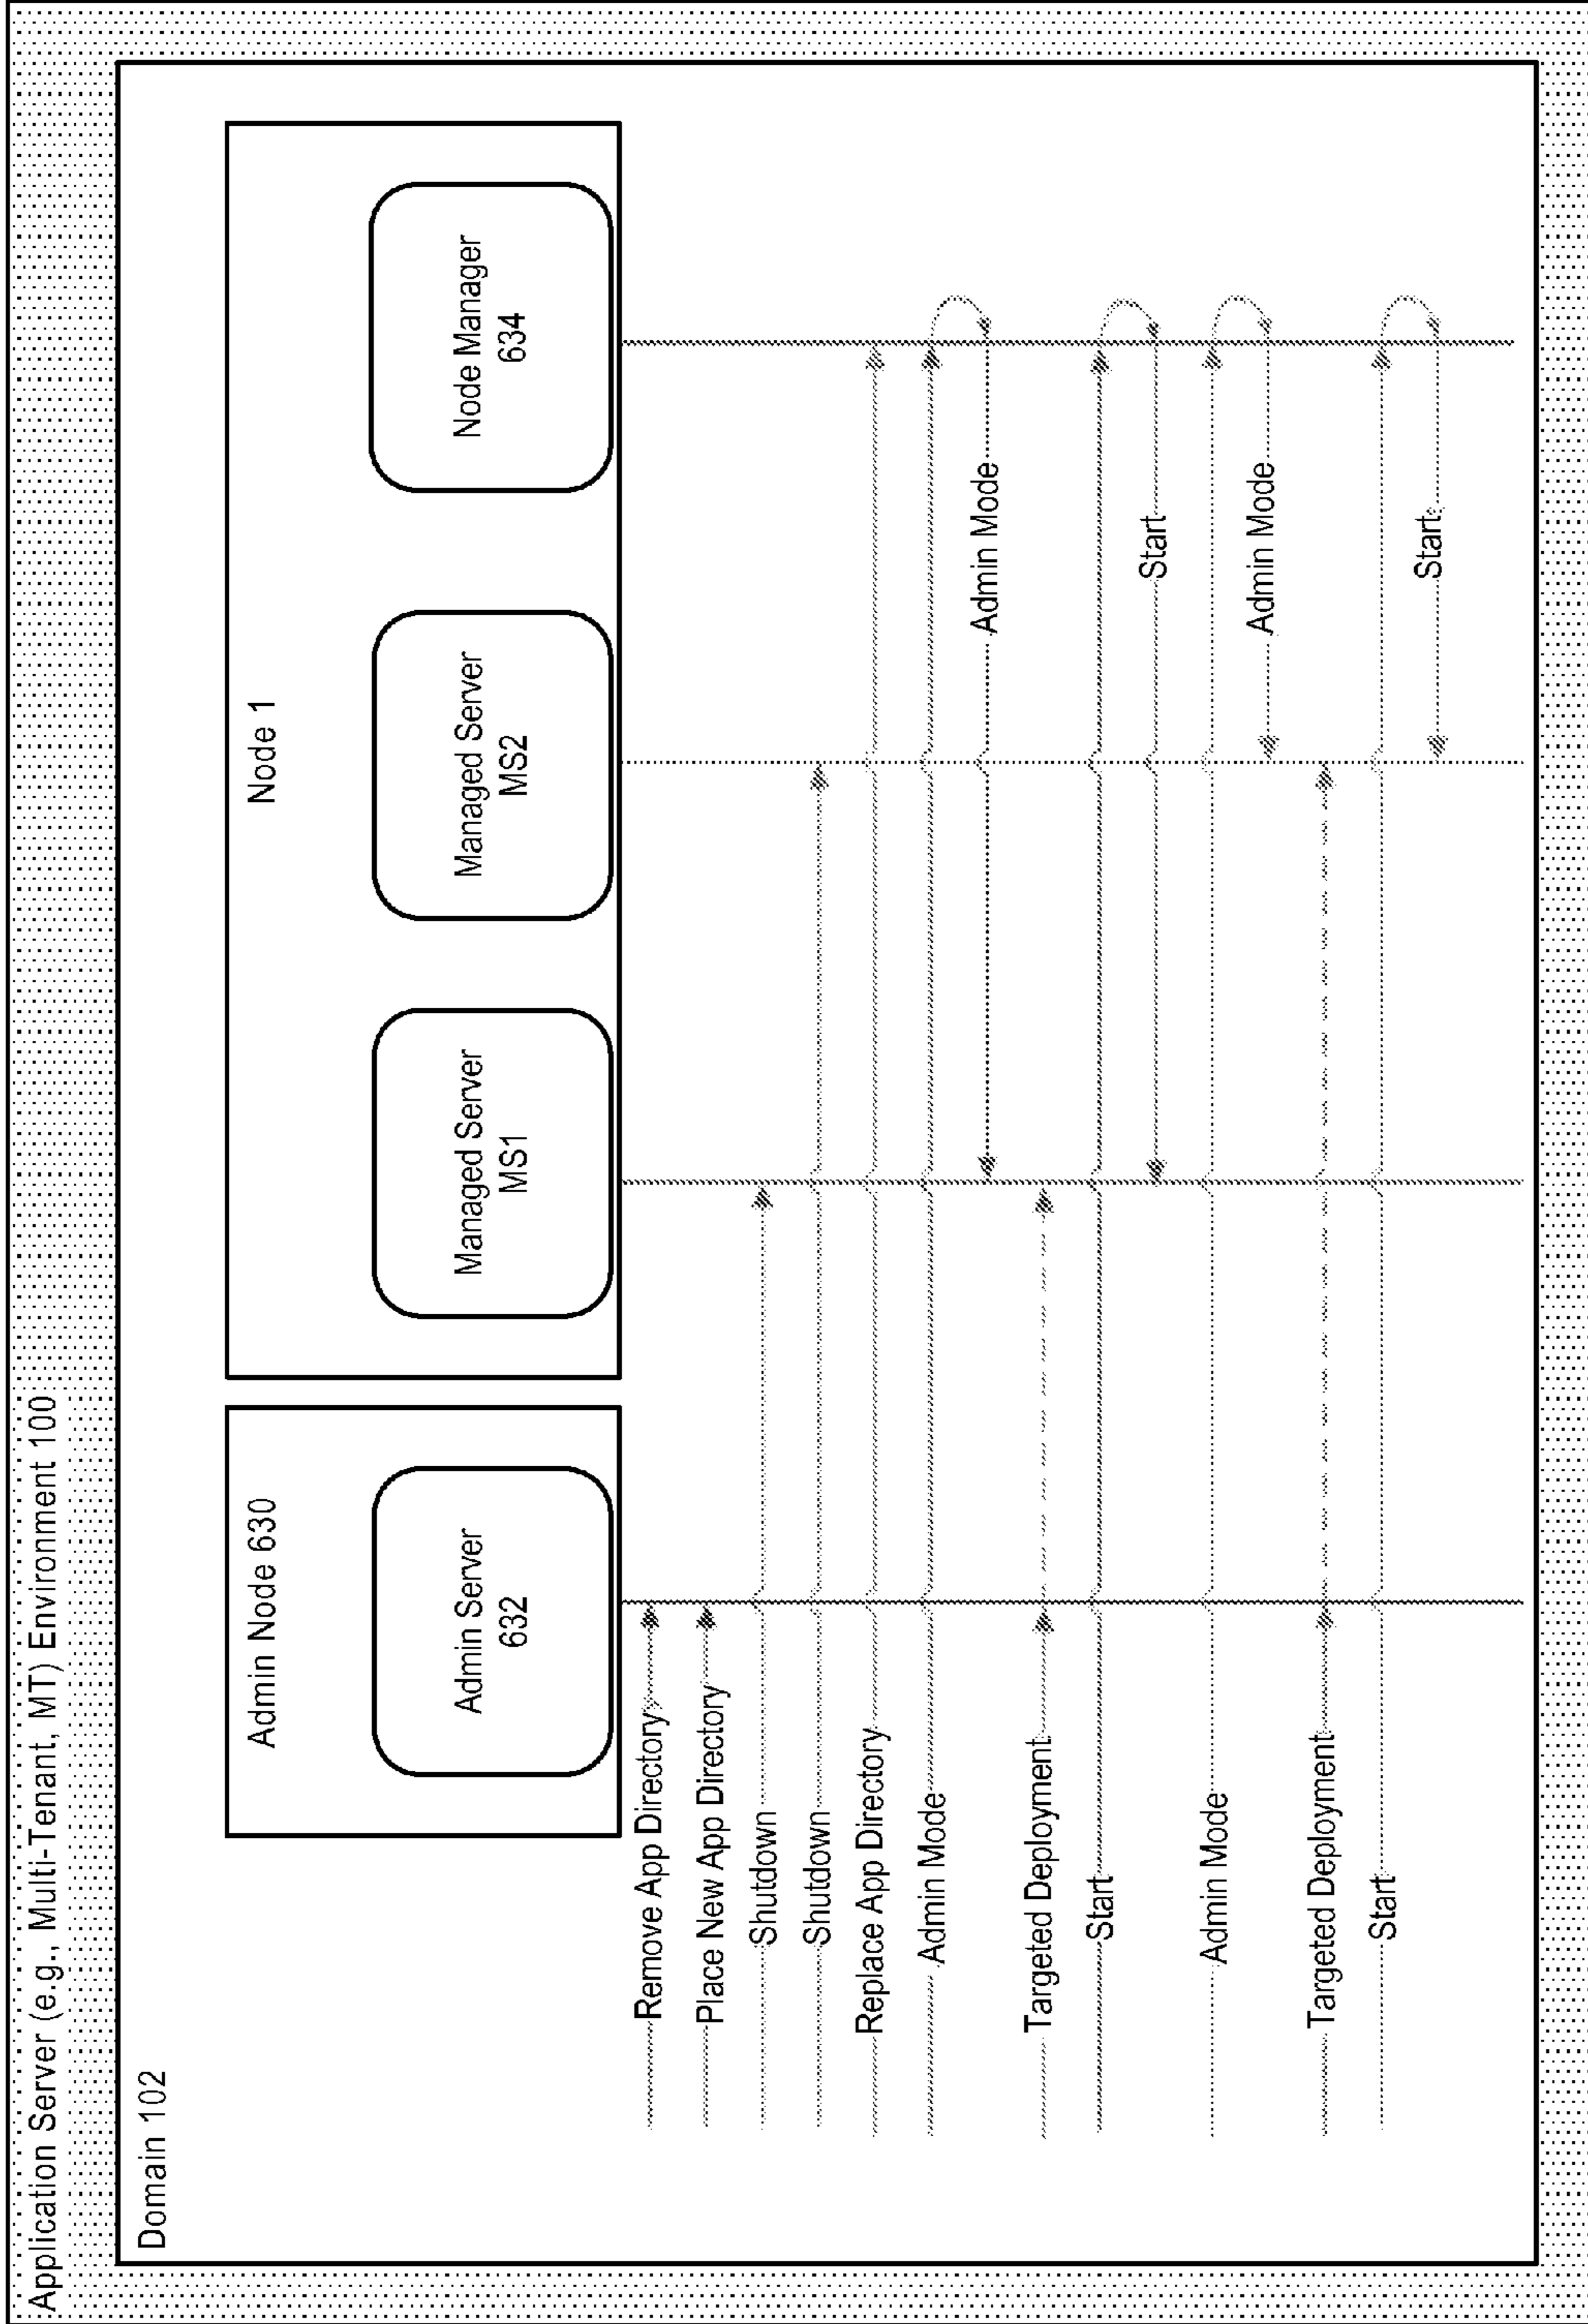 Application Server (e.g., Multi-Tenant, MT) Environment 100
Domain 102
Admin Node 630
Node 1
Admin Server
632
Managed Server
MS1
Managed Server
MS2
Node Manager
634
Remove App Directory
Place New App Directory
Shutdown
Shutdown
Replace App Directory
Admin Mode
Admin Mode
Targeted Deployment
Start
Start
Admin Mode
Admin Mode
Targeted Deployment
Start
Start